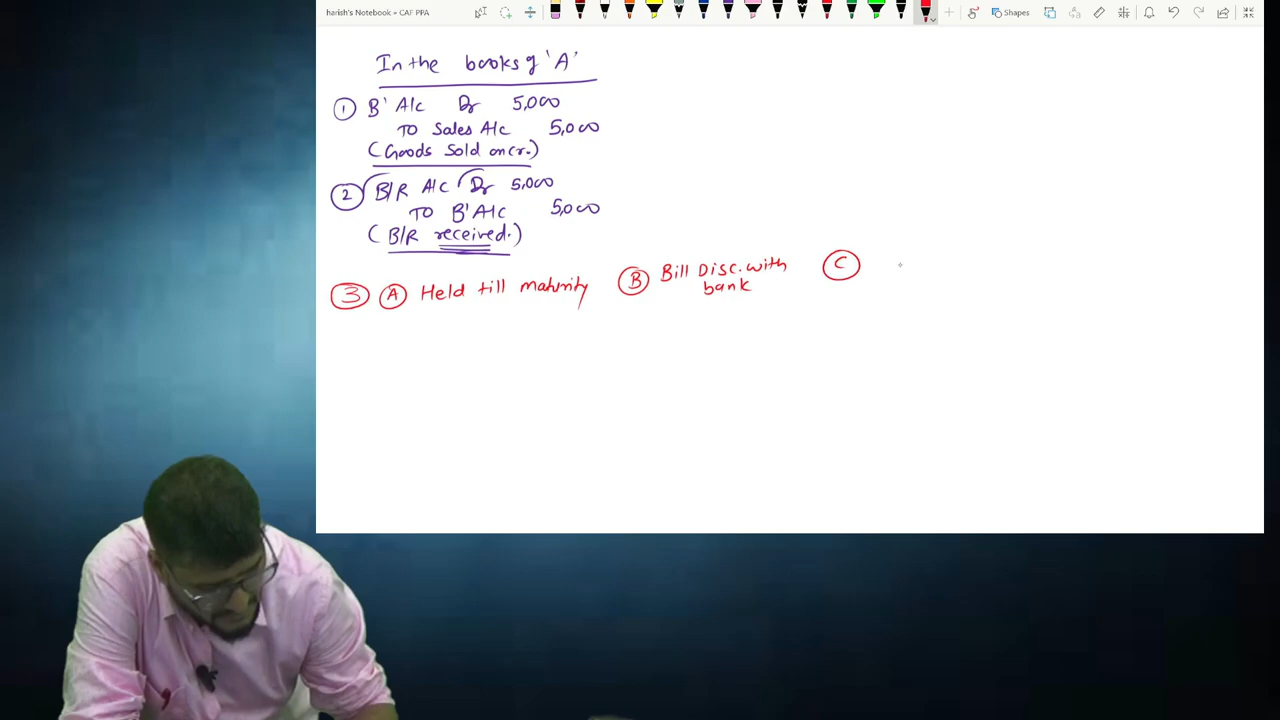 harish's Notebook » CAF PPA
Shapes
In the books of 'A'
1 B' A/c Dr 5,000
To Sales A/c 5,000
(Goods Sold on cr.)
2 B/R A/c Dr 5,000
To B' A/c 5,000
(B/R received.)
3 A Held till maturity B Bill Disc. with bank C